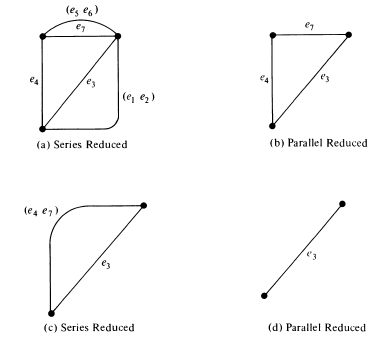 (e5 e6)
e7
e4
e3
(e1 e2)
(a) Series Reduced
e7
e4
e3
(b) Parallel Reduced
(e4 e7)
e3
(c) Series Reduced
e3
(d) Parallel Reduced